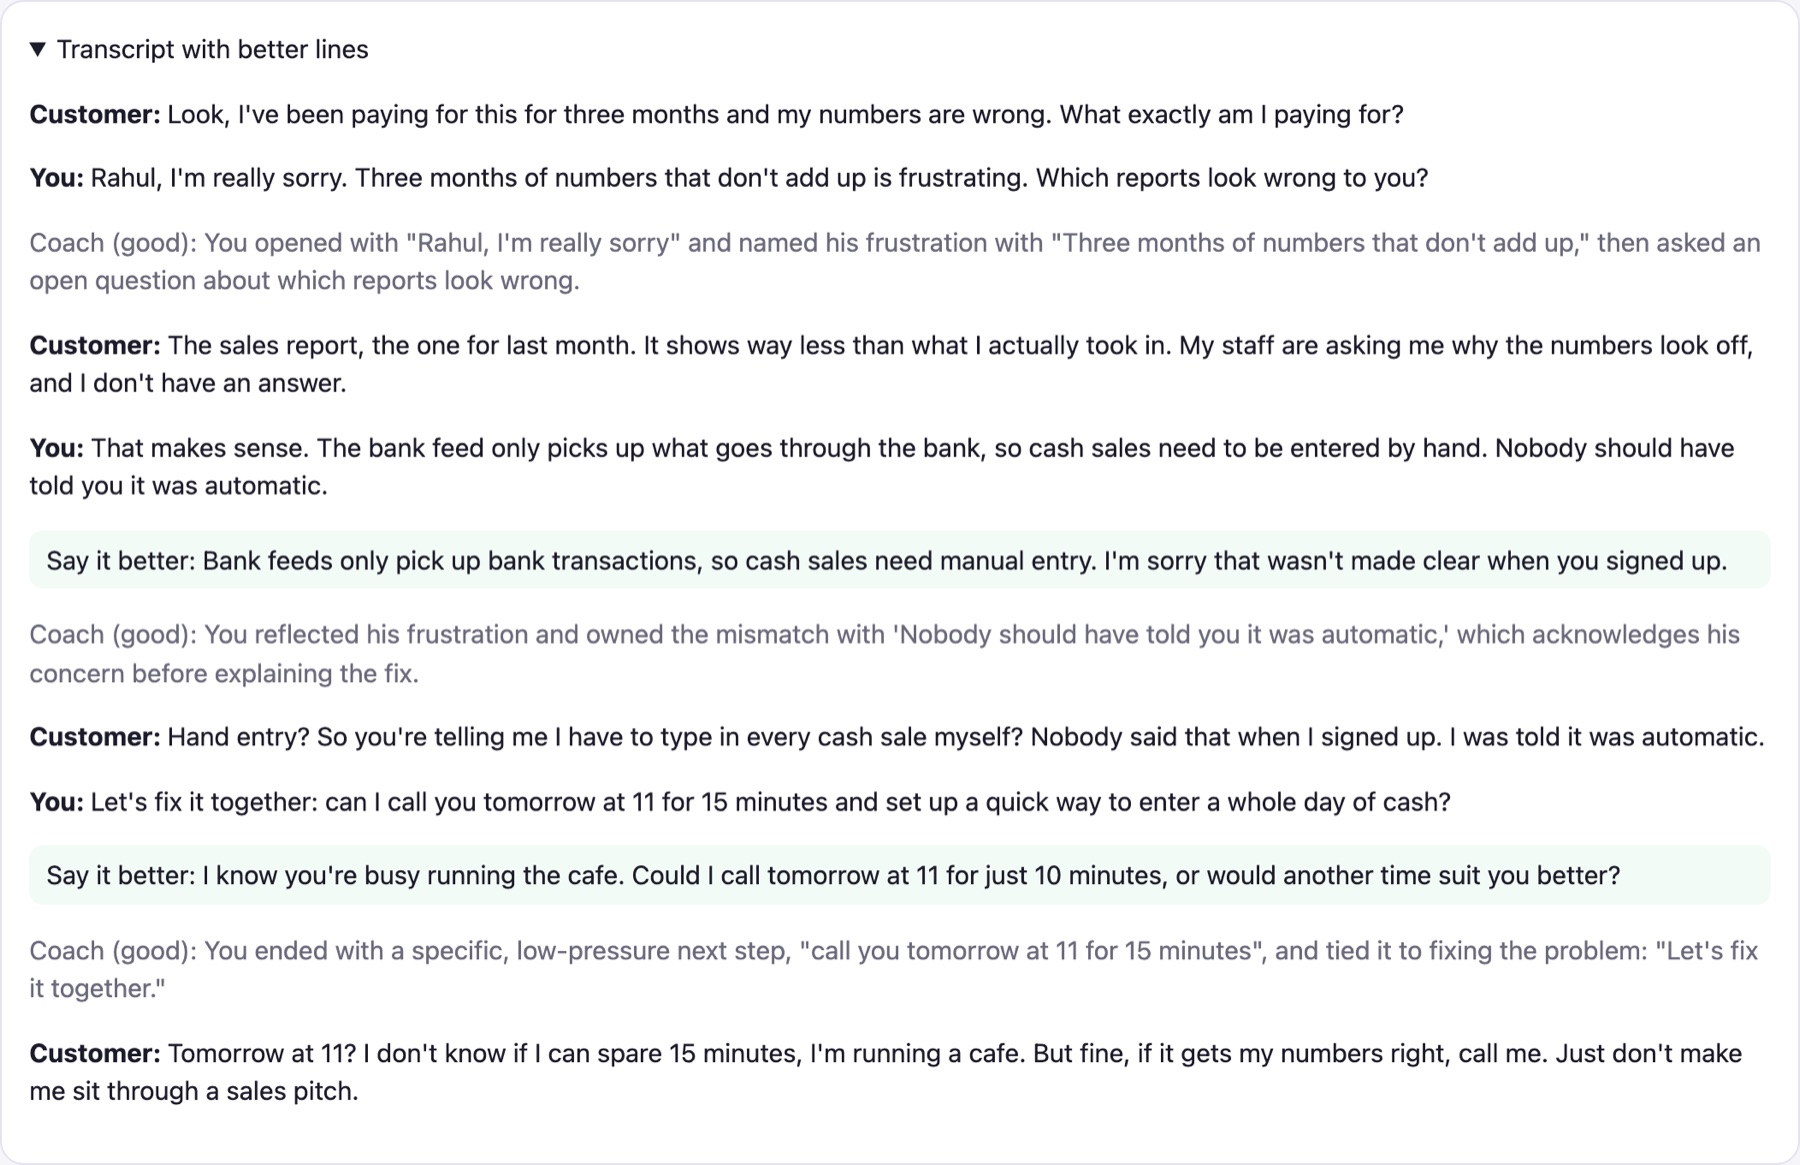 ▼ Transcript with better lines
Customer: Look, I've been paying for this for three months and my numbers are wrong. What exactly am I paying for?
You: Rahul, I'm really sorry. Three months of numbers that don't add up is frustrating. Which reports look wrong to you?
Coach (good): You opened with "Rahul, I'm really sorry" and named his frustration with "Three months of numbers that don't add up," then asked an
open question about which reports look wrong.
Customer: The sales report, the one for last month. It shows way less than what I actually took in. My staff are asking me why the numbers look off,
and I don't have an answer.
You: That makes sense. The bank feed only picks up what goes through the bank, so cash sales need to be entered by hand. Nobody should have
told you it was automatic.
Say it better: Bank feeds only pick up bank transactions, so cash sales need manual entry. I'm sorry that wasn't made clear when you signed up.
Coach (good): You reflected his frustration and owned the mismatch with 'Nobody should have told you it was automatic,' which acknowledges his
concern before explaining the fix.
Customer: Hand entry? So you're telling me I have to type in every cash sale myself? Nobody said that when I signed up. I was told it was automatic.
You: Let's fix it together: can I call you tomorrow at 11 for 15 minutes and set up a quick way to enter a whole day of cash?
Say it better: I know you're busy running the cafe. Could I call tomorrow at 11 for just 10 minutes, or would another time suit you better?
Coach (good): You ended with a specific, low-pressure next step, "call you tomorrow at 11 for 15 minutes", and tied it to fixing the problem: "Let's fix
it together."
Customer: Tomorrow at 11? I don't know if I can spare 15 minutes, I'm running a cafe. But fine, if it gets my numbers right, call me. Just don't make
me sit through a sales pitch.